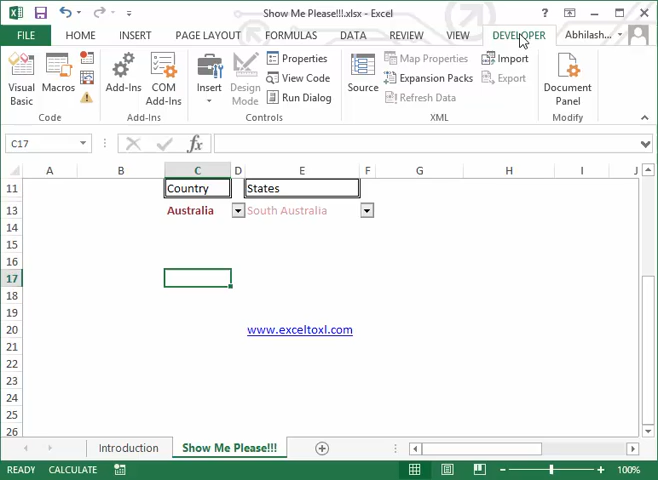 Show Me Please!!!.xlsx - Excel
FILE HOME INSERT PAGE LAYOUT FORMULAS DATA REVIEW VIEW DEVELOPER Abhilash...
Visual Basic
Macros
Code
Add-Ins
COM Add-Ins
Add-Ins
Insert
Design Mode
Properties
View Code
Run Dialog
Controls
Source
Map Properties
Expansion Packs
Refresh Data
Import
Export
XML
Document Panel
Modify
C17 fx
A B C D E F G H I J
11 Country States
13 Australia South Australia
14
15
16
17
18
19
20 www.exceltoxl.com
21
22
23
24
25
26
Introduction Show Me Please!!!
READY CALCULATE 100%